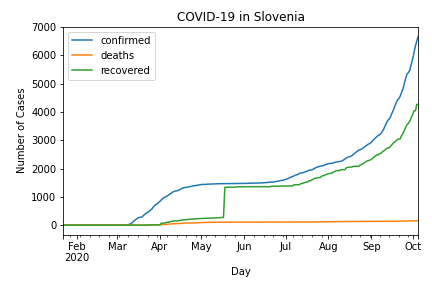 COVID-19 in Slovenia
confirmed
deaths
recovered
Number of Cases
7000
6000
5000
4000
3000
2000
1000
0
Feb Mar Apr May Jun Jul Aug Sep Oct
2020
Day